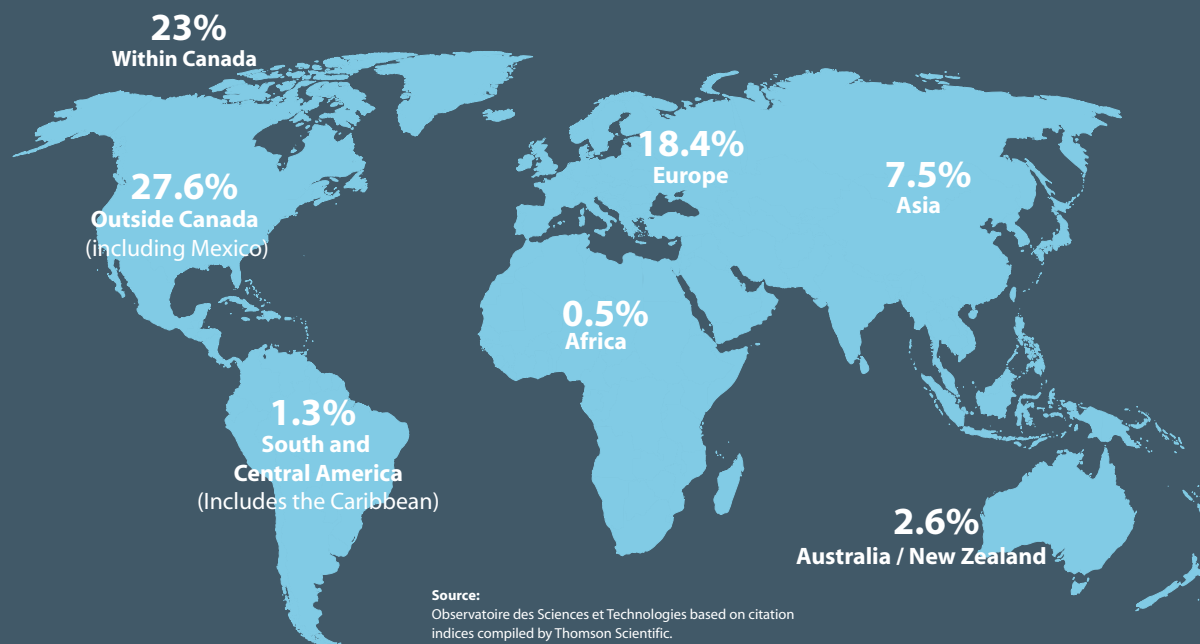 23%
Within Canada
27.6%
Outside Canada
(including Mexico)
18.4%
Europe
7.5%
Asia
0.5%
Africa
1.3%
South and
Central America
(Includes the Caribbean)
2.6%
Australia / New Zealand
Source:
Observatoire des Sciences et Technologies based on citation
indices compiled by Thomson Scientific.